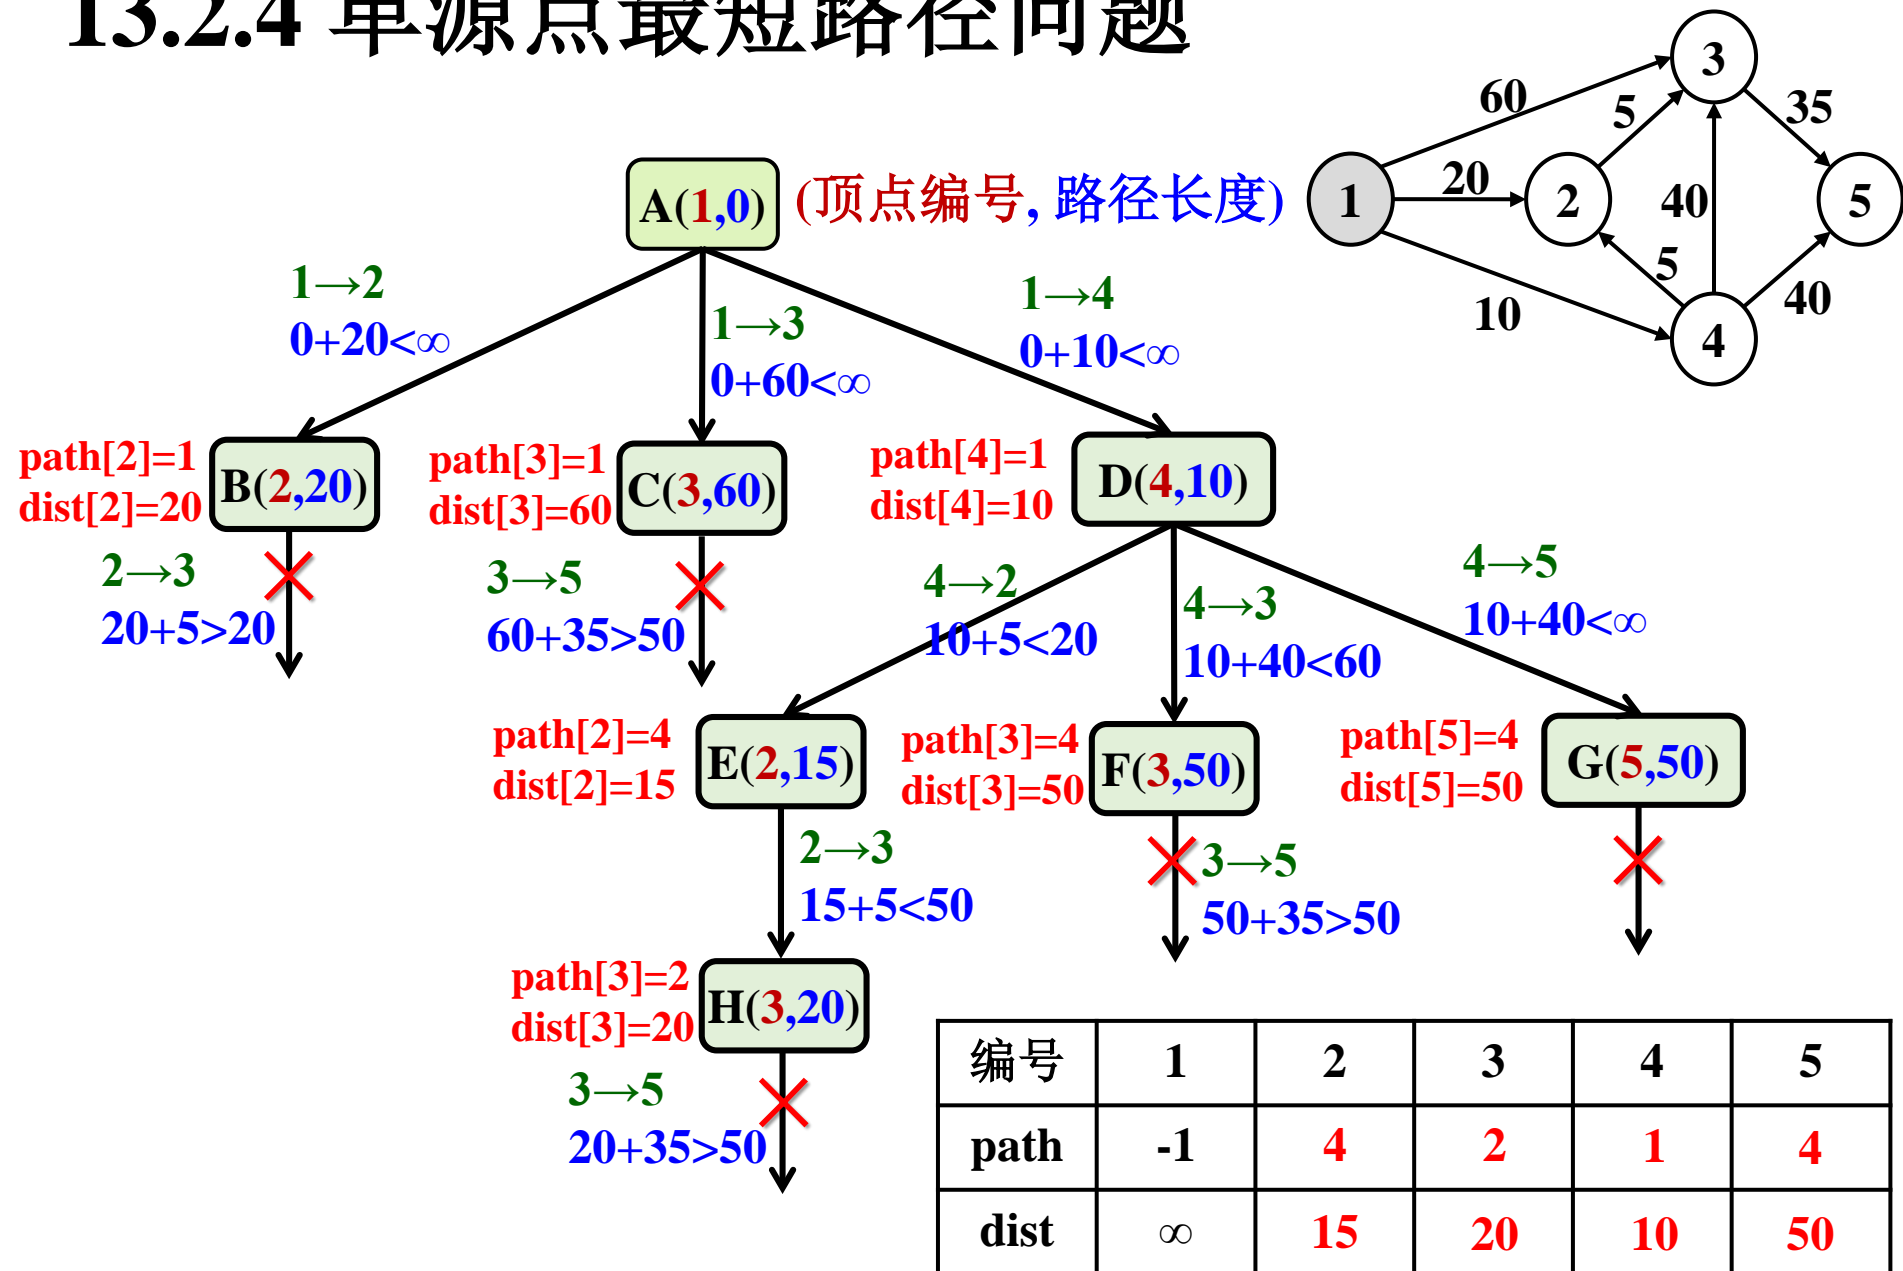 13.2.4 单源点最短路径问题
A(1,0)
(顶点编号, 路径长度)
1→2
0+20<∞
1→3
0+60<∞
1→4
0+10<∞
path[2]=1
dist[2]=20
B(2,20)
path[3]=1
dist[3]=60
C(3,60)
path[4]=1
dist[4]=10
D(4,10)
2→3
20+5>20
3→5
60+35>50
4→2
10+5<20
4→3
10+40<60
4→5
10+40<∞
path[2]=4
dist[2]=15
E(2,15)
path[3]=4
dist[3]=50
F(3,50)
path[5]=4
dist[5]=50
G(5,50)
2→3
15+5<50
3→5
50+35>50
path[3]=2
dist[3]=20
H(3,20)
3→5
20+35>50
3
60
5
35
1
20
2
40
5
5
10
40
4
编号 1 2 3 4 5
path -1 4 2 1 4
dist ∞ 15 20 10 50